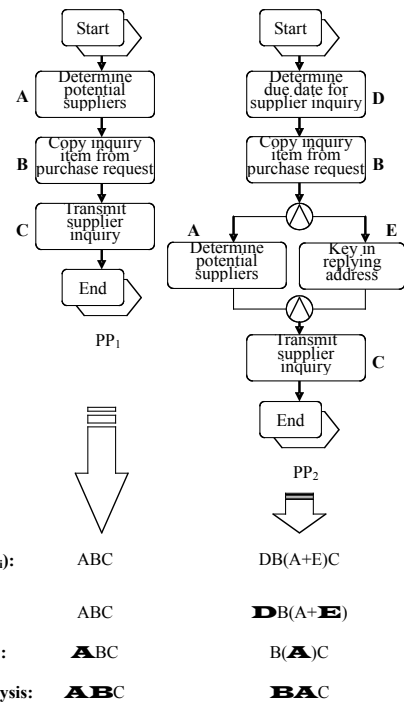 Start
Start
A
Determine
potential
suppliers
Determine
due date for
supplier inquiry
D
B
Copy inquiry
item from
purchase request
Copy inquiry
item from
purchase request
B
C
Transmit
supplier
inquiry
A
E
Determine
potential
suppliers
Key in
replying
address
End
PP1
Transmit
supplier
inquiry
C
End
PP2
i): ABC DB(A+E)C
ABC DB(A+E)
: ABC B(A)C
ysis: ABC BAC